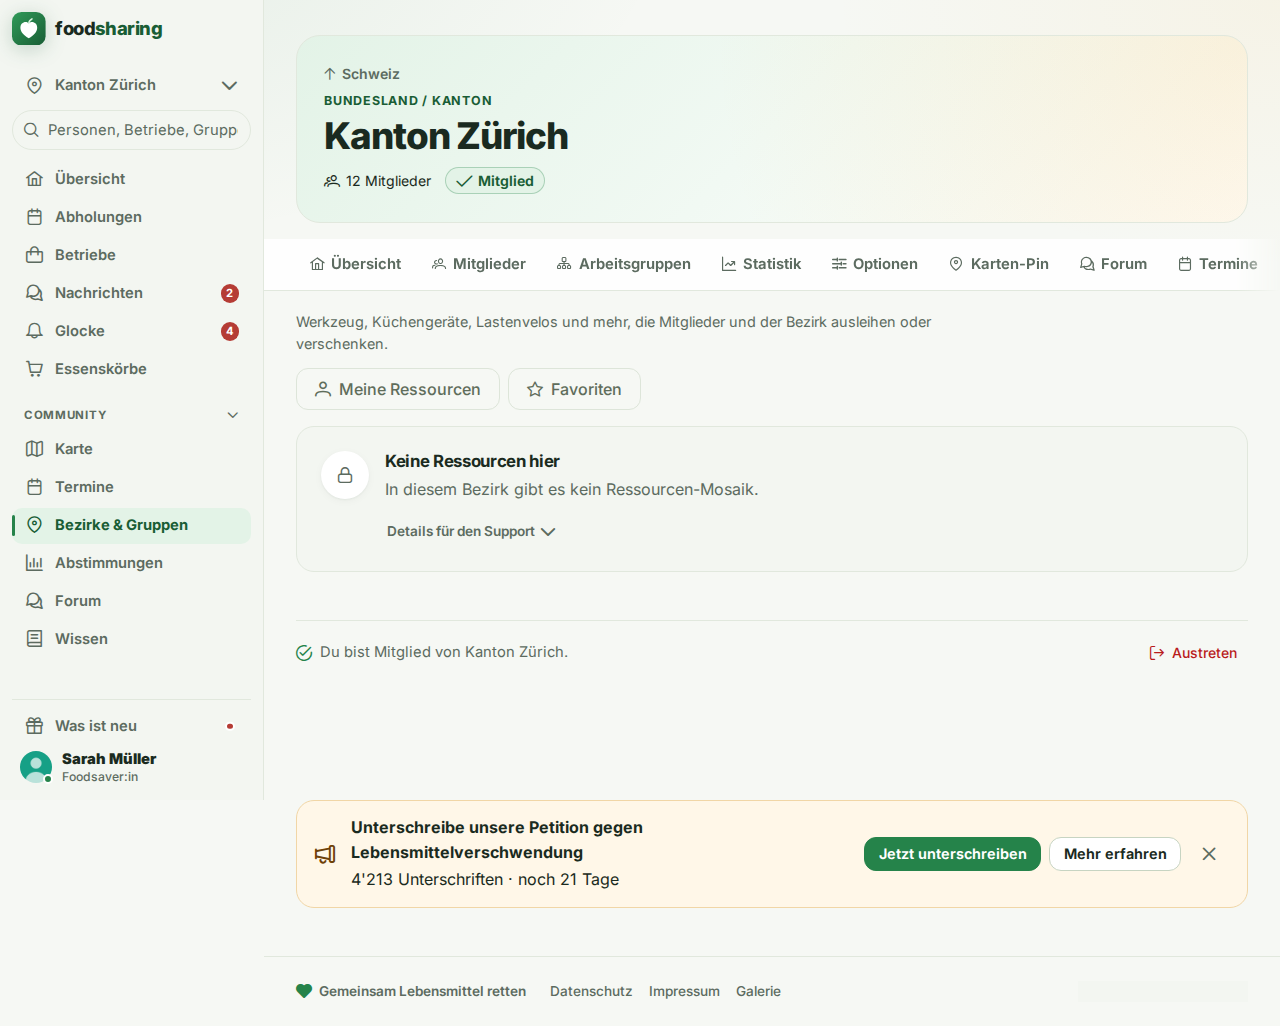 foodsharing
Kanton Zürich
Personen, Betriebe, Grupp
Übersicht
Abholungen
Betriebe
Nachrichten 2
Glocke 4
Essenskörbe
COMMUNITY
Karte
Termine
Bezirke & Gruppen
Abstimmungen
Forum
Wissen
Was ist neu
Sarah Müller
Foodsaver:in
Schweiz
BUNDESLAND / KANTON
Kanton Zürich
12 Mitglieder Mitglied
Übersicht Mitglieder Arbeitsgruppen Statistik Optionen Karten-Pin Forum Termine
Werkzeug, Küchengeräte, Lastenvelos und mehr, die Mitglieder und der Bezirk ausleihen oder
verschenken.
Meine Ressourcen Favoriten
Keine Ressourcen hier
In diesem Bezirk gibt es kein Ressourcen-Mosaik.
Details für den Support
Du bist Mitglied von Kanton Zürich. Austreten
Unterschreibe unsere Petition gegen
Lebensmittelverschwendung
4'213 Unterschriften · noch 21 Tage
Jetzt unterschreiben Mehr erfahren
Gemeinsam Lebensmittel retten Datenschutz Impressum Galerie